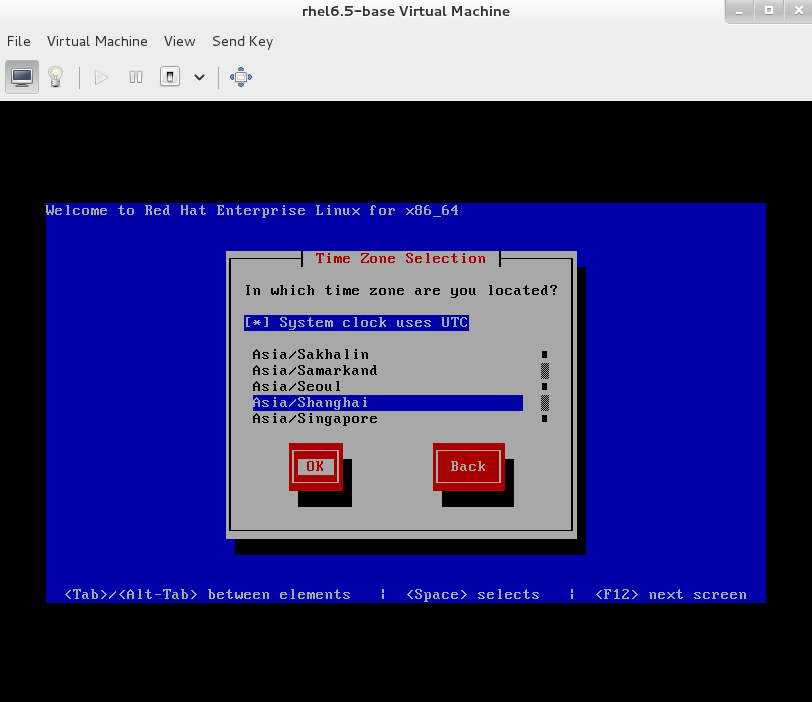 rhel6.5-base Virtual Machine
File Virtual Machine View Send Key
Welcome to Red Hat Enterprise Linux for x86_64
Time Zone Selection
In which time zone are you located?
[*] System clock uses UTC
Asia/Sakhalin
Asia/Samarkand
Asia/Seoul
Asia/Shanghai
Asia/Singapore
OK Back
<Tab>/<Alt-Tab> between elements | <Space> selects | <F12> next screen